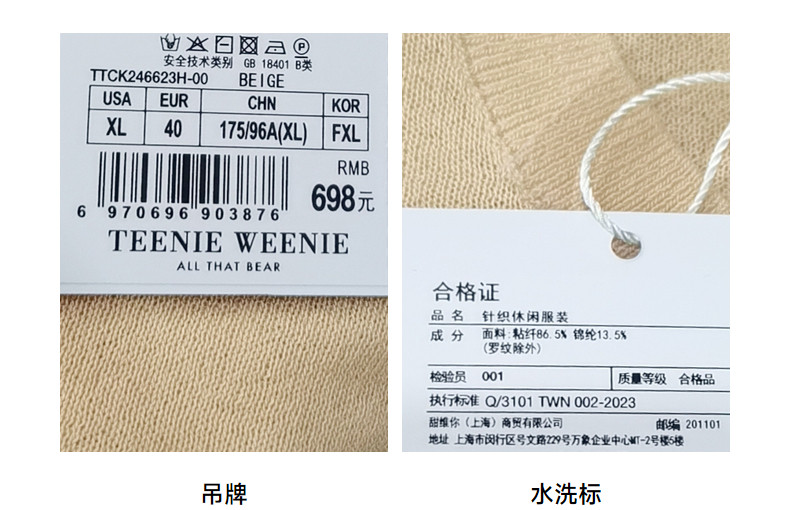 安全技术类别 GB 18401 B类
TTCK246623H-00 BEIGE
USA EUR CHN KOR
XL 40 175/96A(XL) FXL
RMB
698元
6 970696 903876
TEENIE WEENIE
ALL THAT BEAR
合格证
品 名 针织休闲服装
成 分 面料:粘纤86.5% 锦纶13.5%
(罗纹除外)
检验员 001 质量等级 合格品
执行标准 Q/3101 TWN 002-2023
甜维你（上海）商贸有限公司 邮编 201101
地址 上海市闵行区号文路229号万象企业中心MT-2号楼5楼
吊牌
水洗标